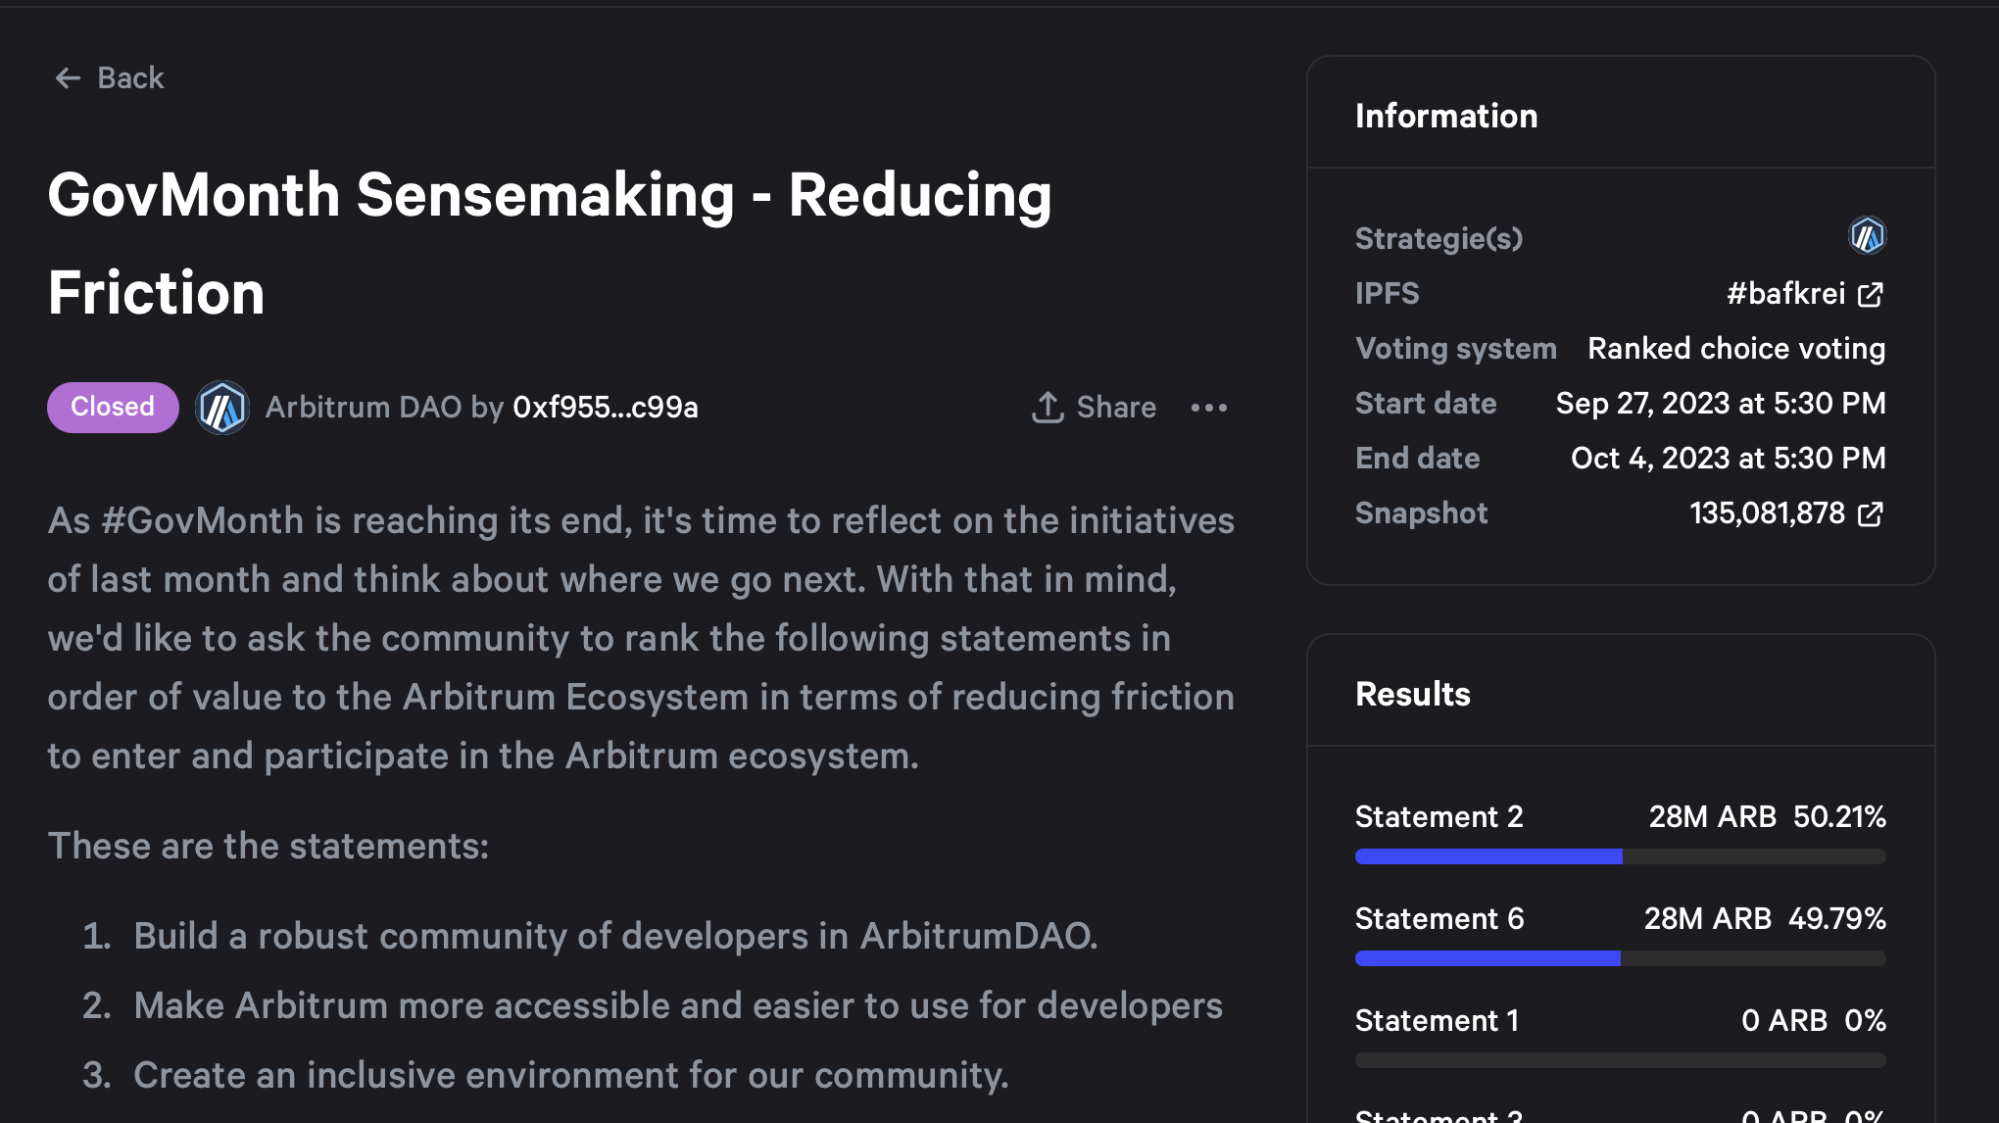 Back
GovMonth Sensemaking - Reducing
Friction
Closed Arbitrum DAO by 0xf955...c99a Share
As #GovMonth is reaching its end, it's time to reflect on the initiatives
of last month and think about where we go next. With that in mind,
we'd like to ask the community to rank the following statements in
order of value to the Arbitrum Ecosystem in terms of reducing friction
to enter and participate in the Arbitrum ecosystem.
These are the statements:
1. Build a robust community of developers in ArbitrumDAO.
2. Make Arbitrum more accessible and easier to use for developers
3. Create an inclusive environment for our community.
Information
Strategie(s)
IPFS #bafkrei
Voting system Ranked choice voting
Start date Sep 27, 2023 at 5:30 PM
End date Oct 4, 2023 at 5:30 PM
Snapshot 135,081,878
Results
Statement 2 28M ARB 50.21%
Statement 6 28M ARB 49.79%
Statement 1 0 ARB 0%
Statement 3 0 ARB 0%